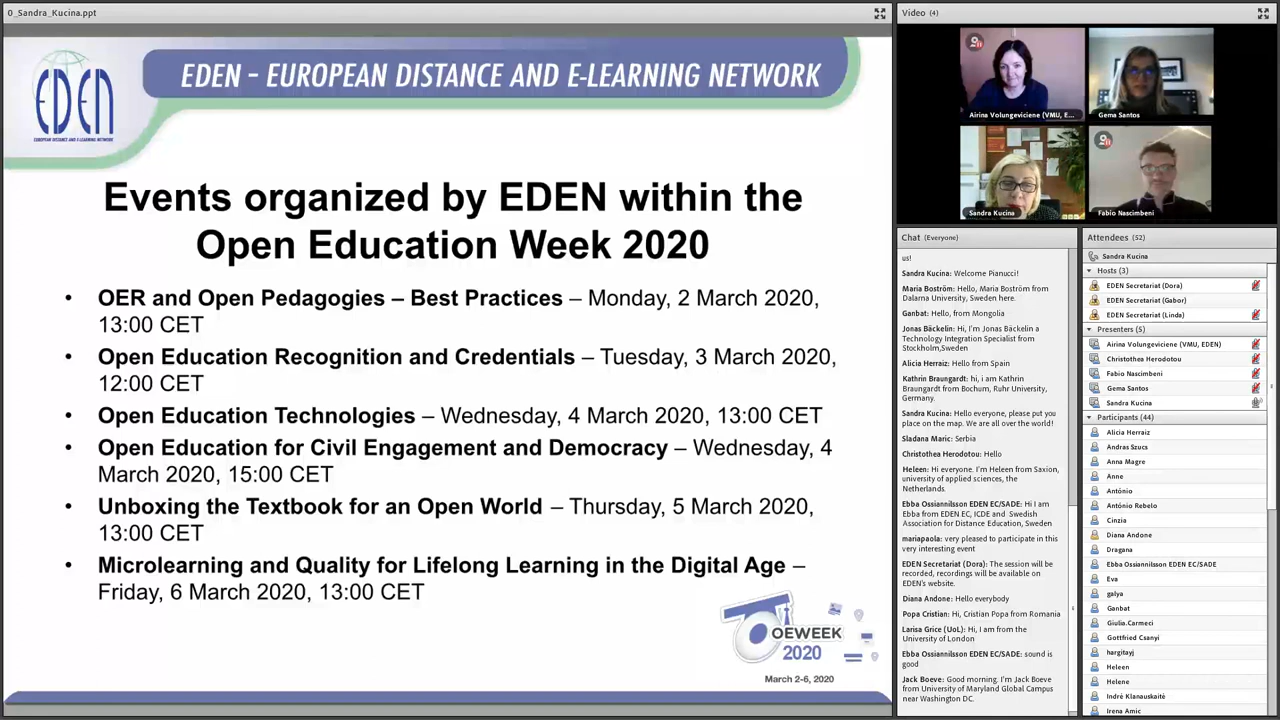 0_Sandra_Kucina.ppt
EDEN
EUROPEAN DISTANCE AND E-LEARNING NETWORK
EDEN – EUROPEAN DISTANCE AND E-LEARNING NETWORK
Events organized by EDEN within the
Open Education Week 2020
• OER and Open Pedagogies – Best Practices – Monday, 2 March 2020,
13:00 CET
• Open Education Recognition and Credentials – Tuesday, 3 March 2020,
12:00 CET
• Open Education Technologies – Wednesday, 4 March 2020, 13:00 CET
• Open Education for Civil Engagement and Democracy – Wednesday, 4
March 2020, 15:00 CET
• Unboxing the Textbook for an Open World – Thursday, 5 March 2020,
13:00 CET
• Microlearning and Quality for Lifelong Learning in the Digital Age –
Friday, 6 March 2020, 13:00 CET
OEWEEK
2020
March 2-6, 2020
Video (4)
Airina Volungeviciene (VMU, E...
Gema Santos
Sandra Kucina
Fabio Nascimbeni
Chat (Everyone)
us!
Sandra Kucina: Welcome Pianucci!
Maria Boström: Hello, Maria Boström from
Dalarna University, Sweden here.
Ganbat: Hello, from Mongolia
Jonas Bäckelin: Hi, I'm Jonas Bäckelin a
Technology Integration Specialist from
Stockholm,Sweden
Alicia Herraiz: Hello from Spain
Kathrin Braungardt: hi, i am Kathrin
Braungardt from Bochum, Ruhr University,
Germany.
Sandra Kucina: Hello everyone, please put you
place on the map. We are all over the world!
Sladana Maric: Serbia
Christothea Herodotou: Hello
Heleen: Hi everyone. I'm Heleen from Saxion,
university of applied sciences, the
Netherlands.
Ebba Ossiannilsson EDEN EC/SADE: Hi I am
Ebba from EDEN EC, ICDE and Swedish
Association for Distance Education, Sweden
mariapaola: very pleased to participate in this
very interesting event
EDEN Secretariat (Dora): The session will be
recorded, recordings will be available on
EDEN's website.
Diana Andone: Hello everybody
Popa Cristian: Hi, Cristian Popa from Romania
Larisa Grice (UoL): Hi, I am from the
University of London
Ebba Ossiannilsson EDEN EC/SADE: sound is
good
Jack Boeve: Good morning. I'm Jack Boeve
from University of Maryland Global Campus
near Washington DC.
Attendees (52)
Sandra Kucina
Hosts (3)
EDEN Secretariat (Dora)
EDEN Secretariat (Gabor)
EDEN Secretariat (Linda)
Presenters (5)
Airina Volungeviciene (VMU, EDEN)
Christothea Herodotou
Fabio Nascimbeni
Gema Santos
Sandra Kucina
Participants (44)
Alicia Herraiz
Andras Szucs
Anna Magre
Anne
António
António Rebelo
Cinzia
Diana Andone
Dragana
Ebba Ossiannilsson EDEN EC/SADE
Eva
galya
Ganbat
Giulia.Carmeci
Gottfried Csanyi
hargitayj
Heleen
Helene
Indrė Klanauskaitė
Irena Amic